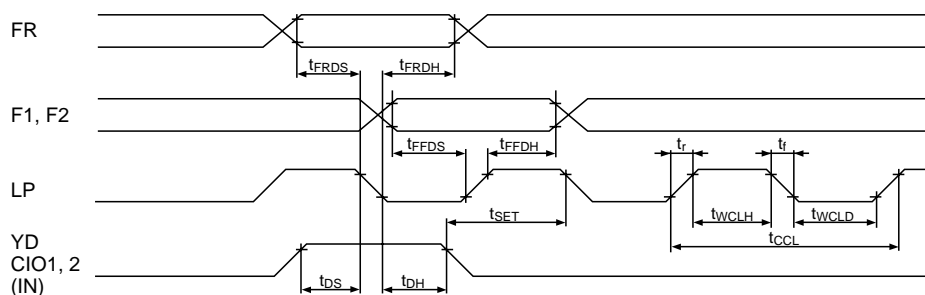 FR
tFRDS
tFRDH
F1, F2
tFFDS
tFFDH
tr
tf
LP
tSET
tWCLH
tWCLD
tCCL
YD
CIO1, 2
(IN)
tDS
tDH